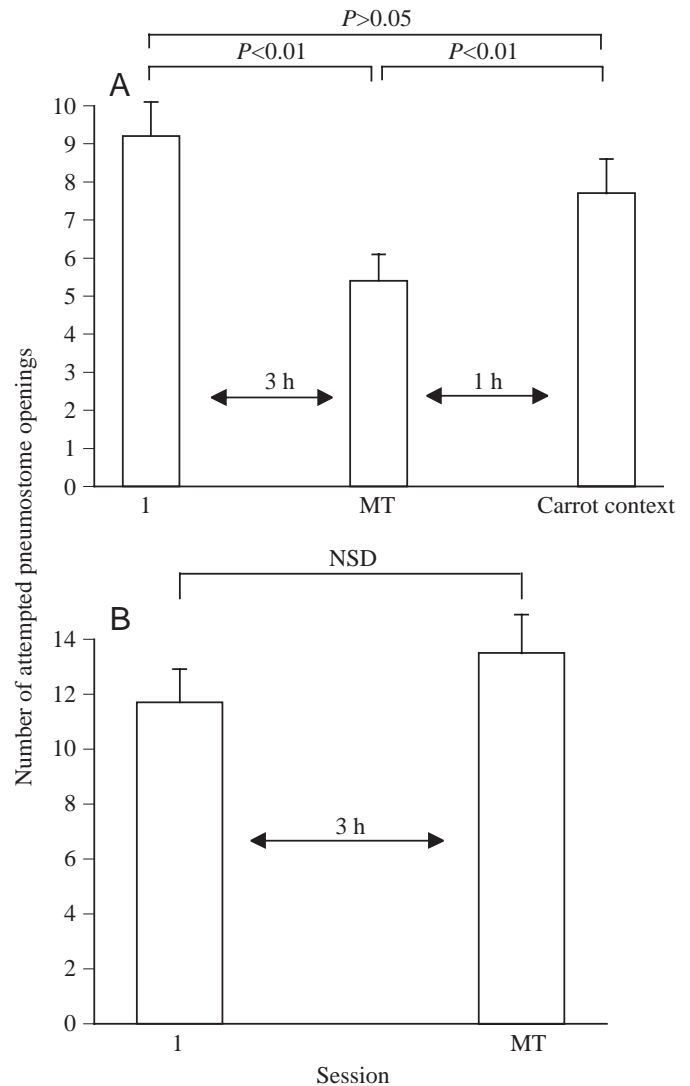 P>0.05
P<0.01 P<0.01
A
10
9
8
7
6
5
4
3
2
1
0
3 h 1 h
1 MT Carrot context
Number of attempted pneumostome openings
NSD
B
14
12
10
8
6
4
2
0
3 h
1 MT
Session